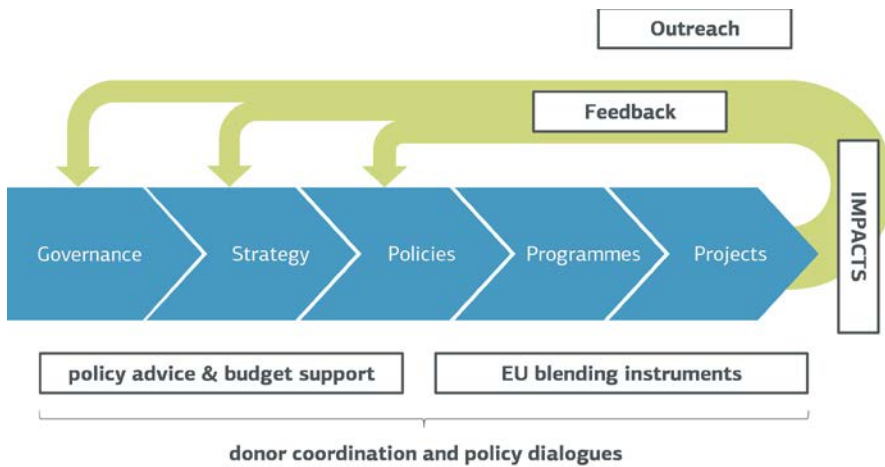 Outreach
Feedback
IMPACTS
Governance
Strategy
Policies
Programmes
Projects
policy advice & budget support
EU blending instruments
donor coordination and policy dialogues